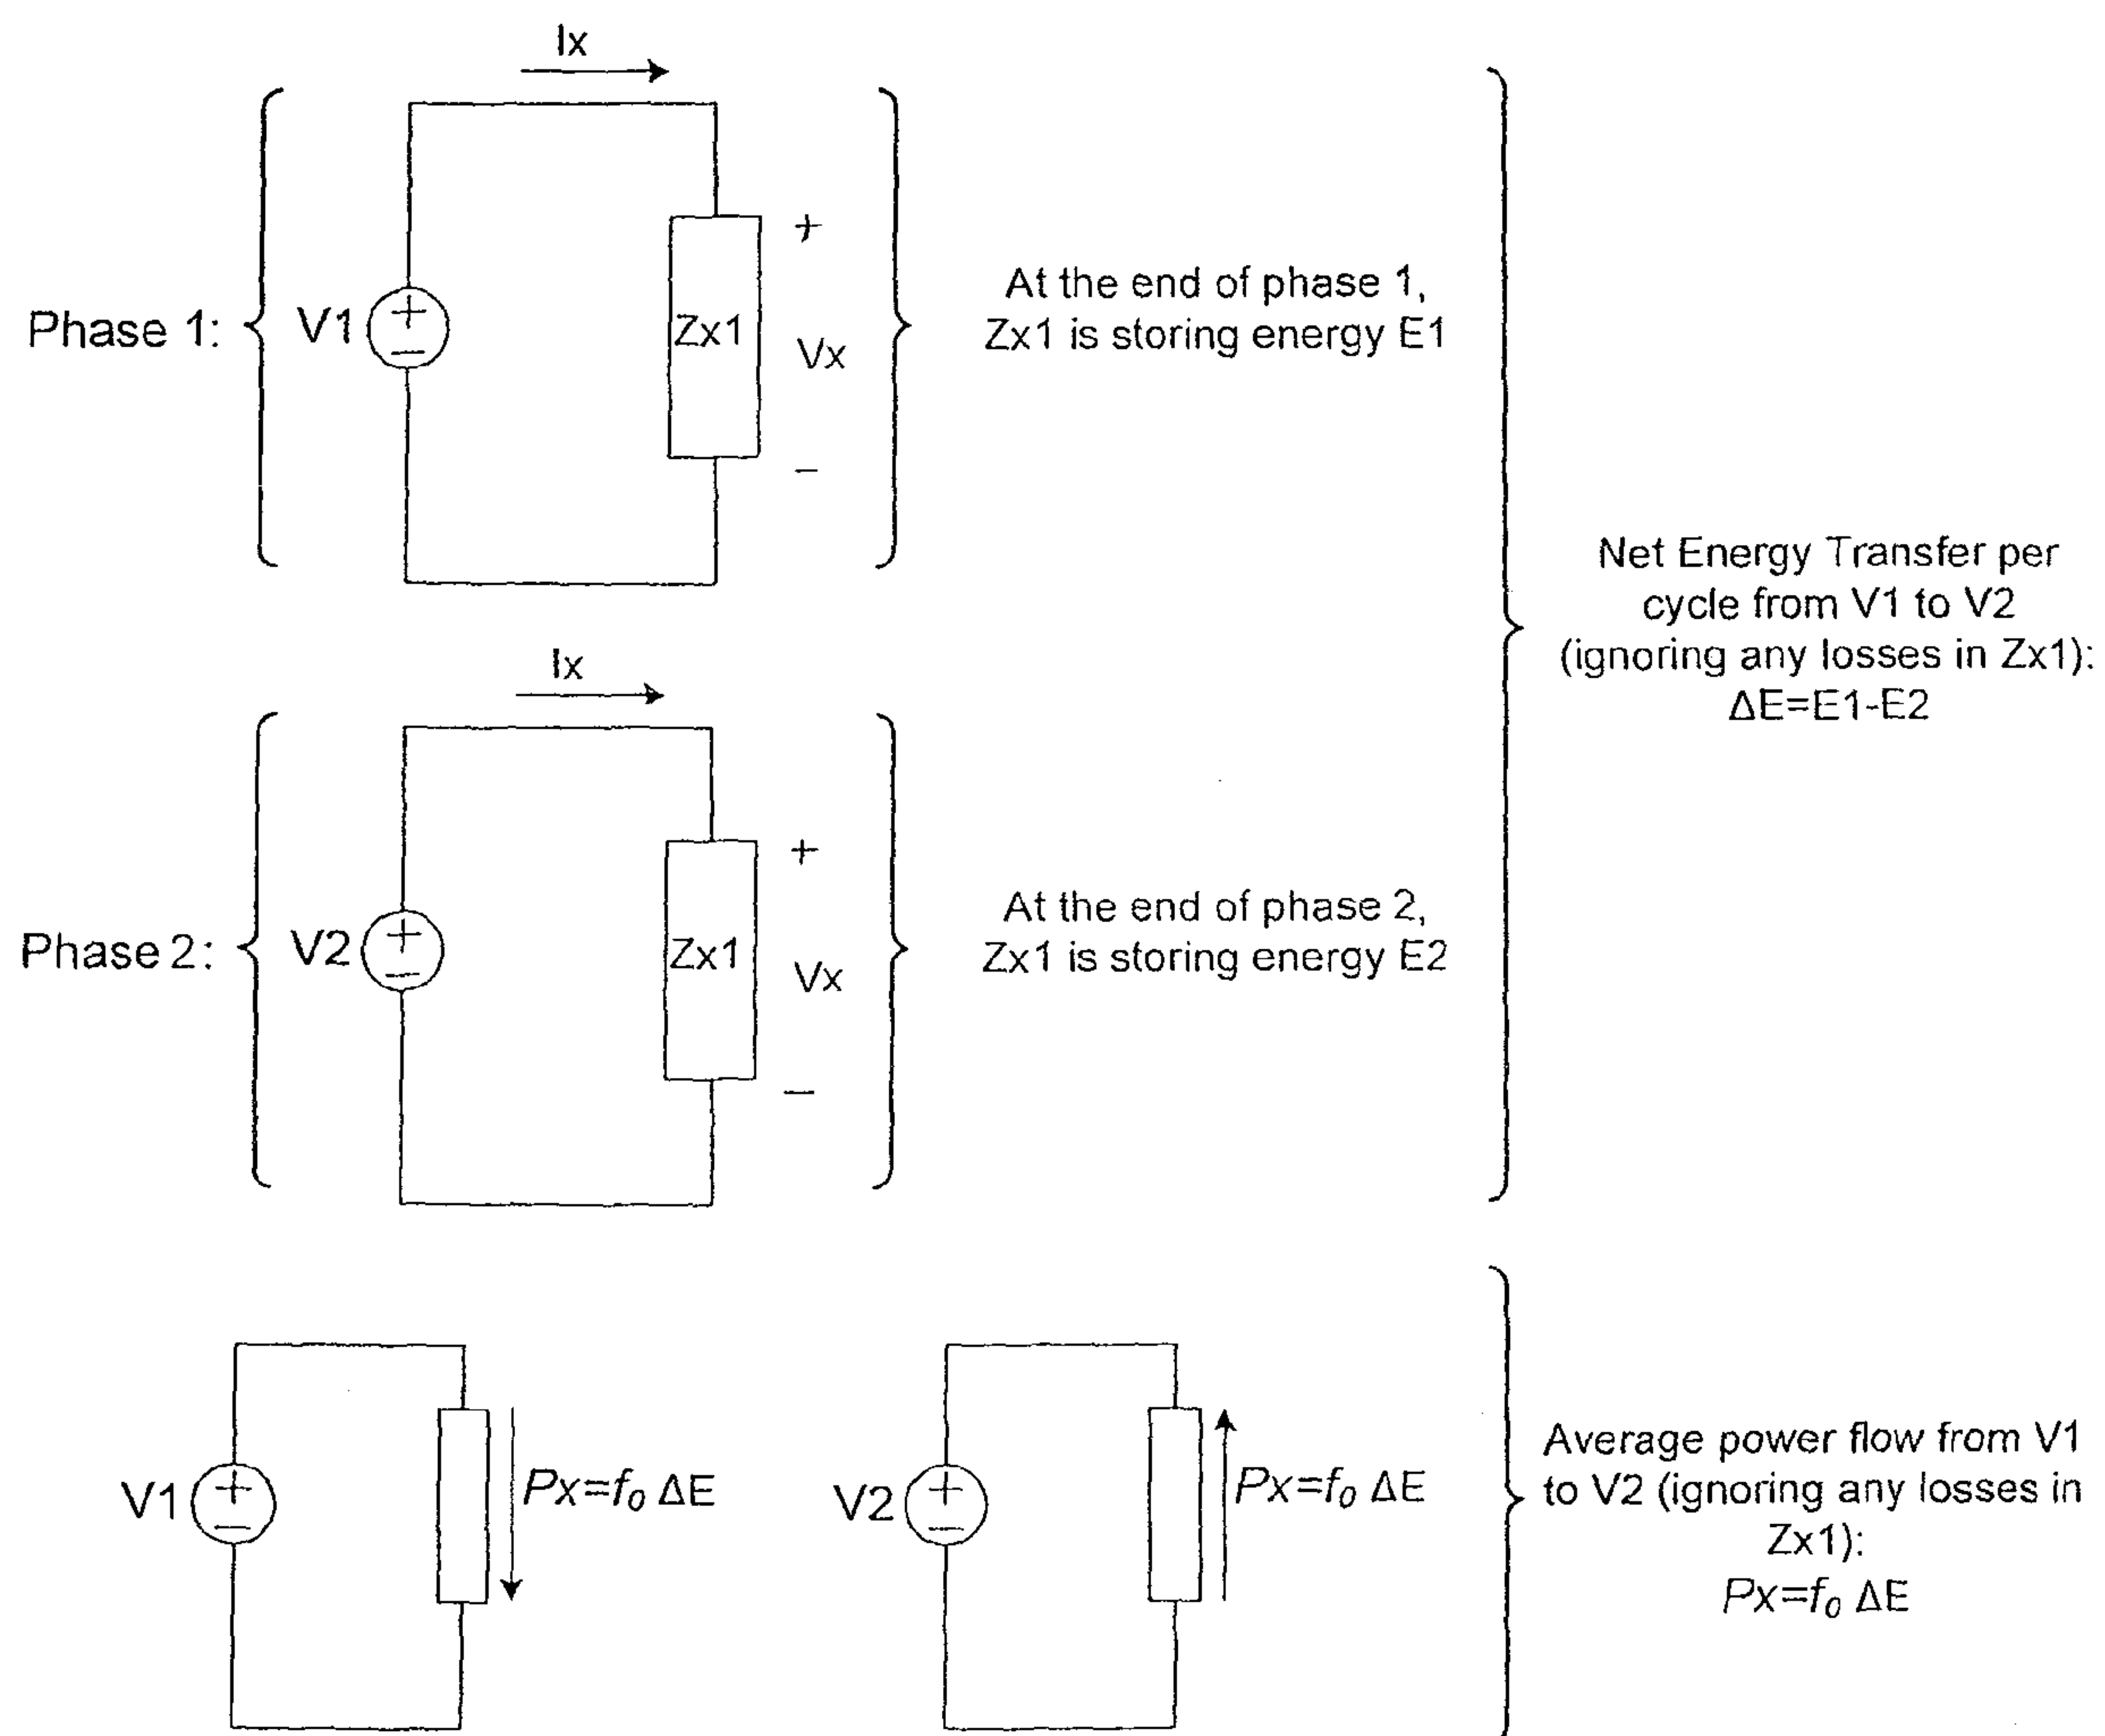 Ix
Phase 1:
V1
+
−
Zx1
+
Vx
−
At the end of phase 1,
Zx1 is storing energy E1
Net Energy Transfer per
cycle from V1 to V2
(ignoring any losses in Zx1):
ΔE=E1-E2
Ix
Phase 2:
V2
+
−
Zx1
+
Vx
−
At the end of phase 2,
Zx1 is storing energy E2
V1
+
−
Px=f₀ ΔE
V2
+
−
Px=f₀ ΔE
Average power flow from V1
to V2 (ignoring any losses in
Zx1):
Px=f₀ ΔE